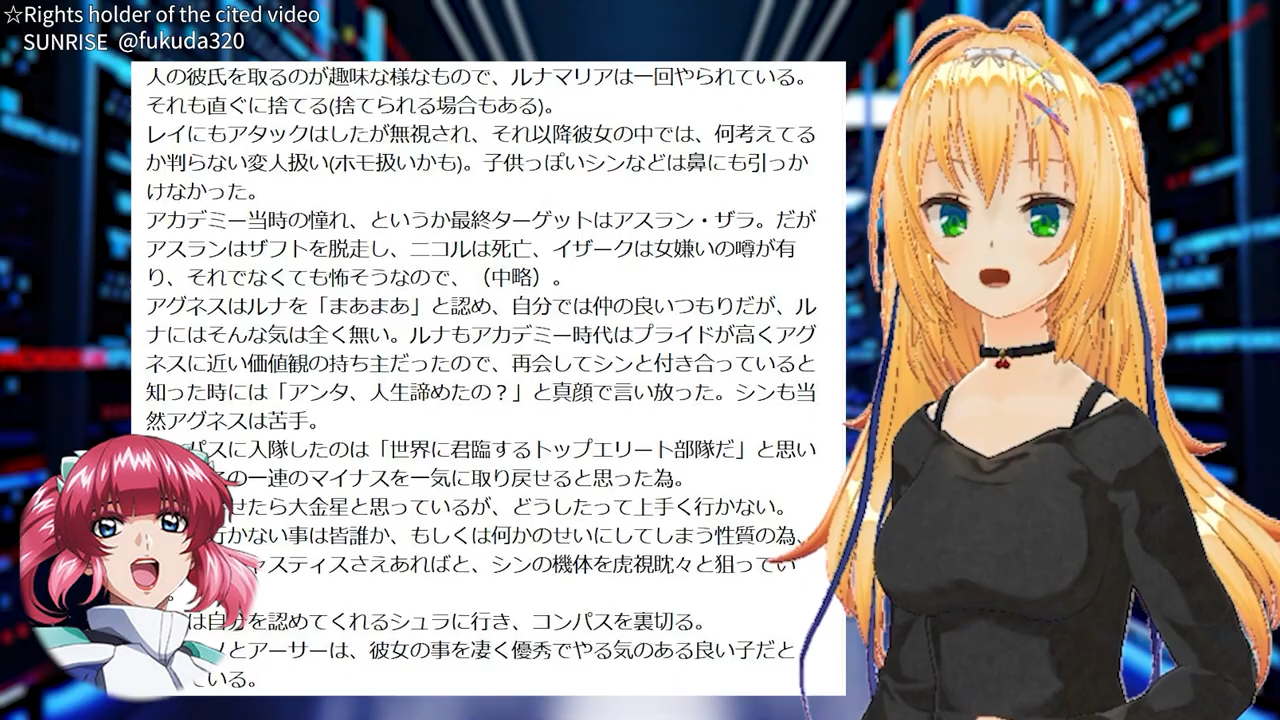 ☆Rights holder of the cited video
SUNRISE @fukuda320
人の彼氏を取るのが趣味な様なもので、ルナマリアは一回やられている。
それも直ぐに捨てる(捨てられる場合もある)。
レイにもアタックはしたが無視され、それ以降彼女の中では、何考えてる
か判らない変人扱い(ホモ扱いかも)。子供っぽいシンなどは鼻にも引っか
けなかった。
アカデミー当時の憧れ、というか最終ターゲットはアスラン・ザラ。だが
アスランはザフトを脱走し、ニコルは死亡、イザークは女嫌いの噂が有
り、それでなくても怖そうなので、（中略）。
アグネスはルナを「まあまあ」と認め、自分では仲の良いつもりだが、ル
ナにはそんな気は全く無い。ルナもアカデミー時代はプライドが高くアグ
ネスに近い価値観の持ち主だったので、再会してシンと付き合っていると
知った時には「アンタ、人生諦めたの？」と真顔で言い放った。シンも当
然アグネスは苦手。
パスに入隊したのは「世界に君臨するトップエリート部隊だ」と思い
の一連のマイナスを一気に取り戻せると思った為。
せたら大金星と思っているが、どうしたって上手く行かない。
行かない事は皆誰か、もしくは何かのせいにしてしまう性質の為、
ャスティスさえあればと、シンの機体を虎視眈々と狙ってい
。
は自分を認めてくれるシュラに行き、コンパスを裏切る。
とアーサーは、彼女の事を凄く優秀でやる気のある良い子だと
ている。